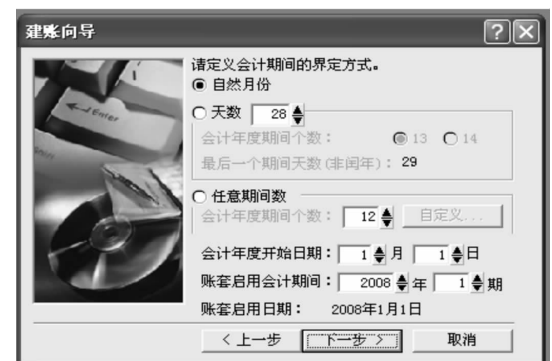 建账向导
请定义会计期间的界定方式。
自然月份
天数 28
会计年度期间个数： 13 14
最后一个期间天数(非闰年)： 29
任意期间数
会计年度期间个数： 12 自定义...
会计年度开始日期： 1 月 1 日
账套启用会计期间： 2008 年 1 期
账套启用日期： 2008年1月1日
< 上一步 下一步 > 取消
Enter